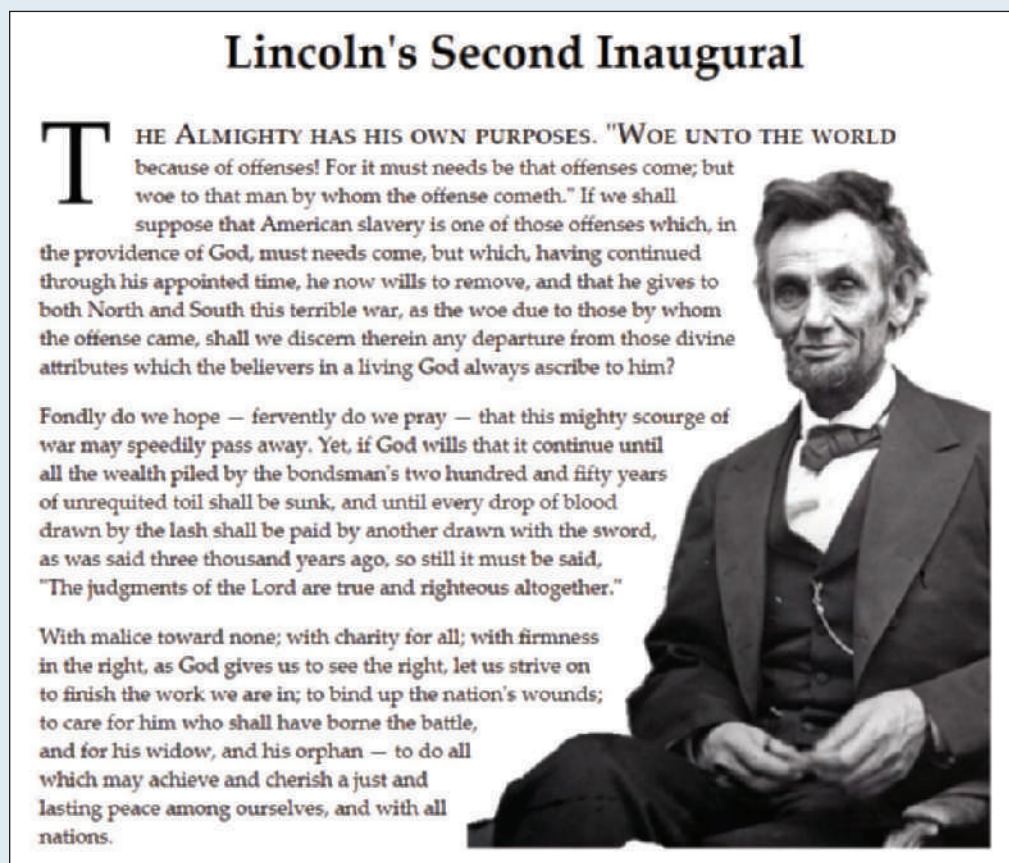 Lincoln's Second Inaugural
THE ALMIGHTY HAS HIS OWN PURPOSES. "WOE UNTO THE WORLD
because of offenses! For it must needs be that offenses come; but
woe to that man by whom the offense cometh." If we shall
suppose that American slavery is one of those offenses which, in
the providence of God, must needs come, but which, having continued
through his appointed time, he now wills to remove, and that he gives to
both North and South this terrible war, as the woe due to those by whom
the offense came, shall we discern therein any departure from those divine
attributes which the believers in a living God always ascribe to him?
Fondly do we hope — fervently do we pray — that this mighty scourge of
war may speedily pass away. Yet, if God wills that it continue until
all the wealth piled by the bondsman's two hundred and fifty years
of unrequited toil shall be sunk, and until every drop of blood
drawn by the lash shall be paid by another drawn with the sword,
as was said three thousand years ago, so still it must be said,
"The judgments of the Lord are true and righteous altogether."
With malice toward none; with charity for all; with firmness
in the right, as God gives us to see the right, let us strive on
to finish the work we are in; to bind up the nation's wounds;
to care for him who shall have borne the battle,
and for his widow, and his orphan — to do all
which may achieve and cherish a just and
lasting peace among ourselves, and with all
nations.